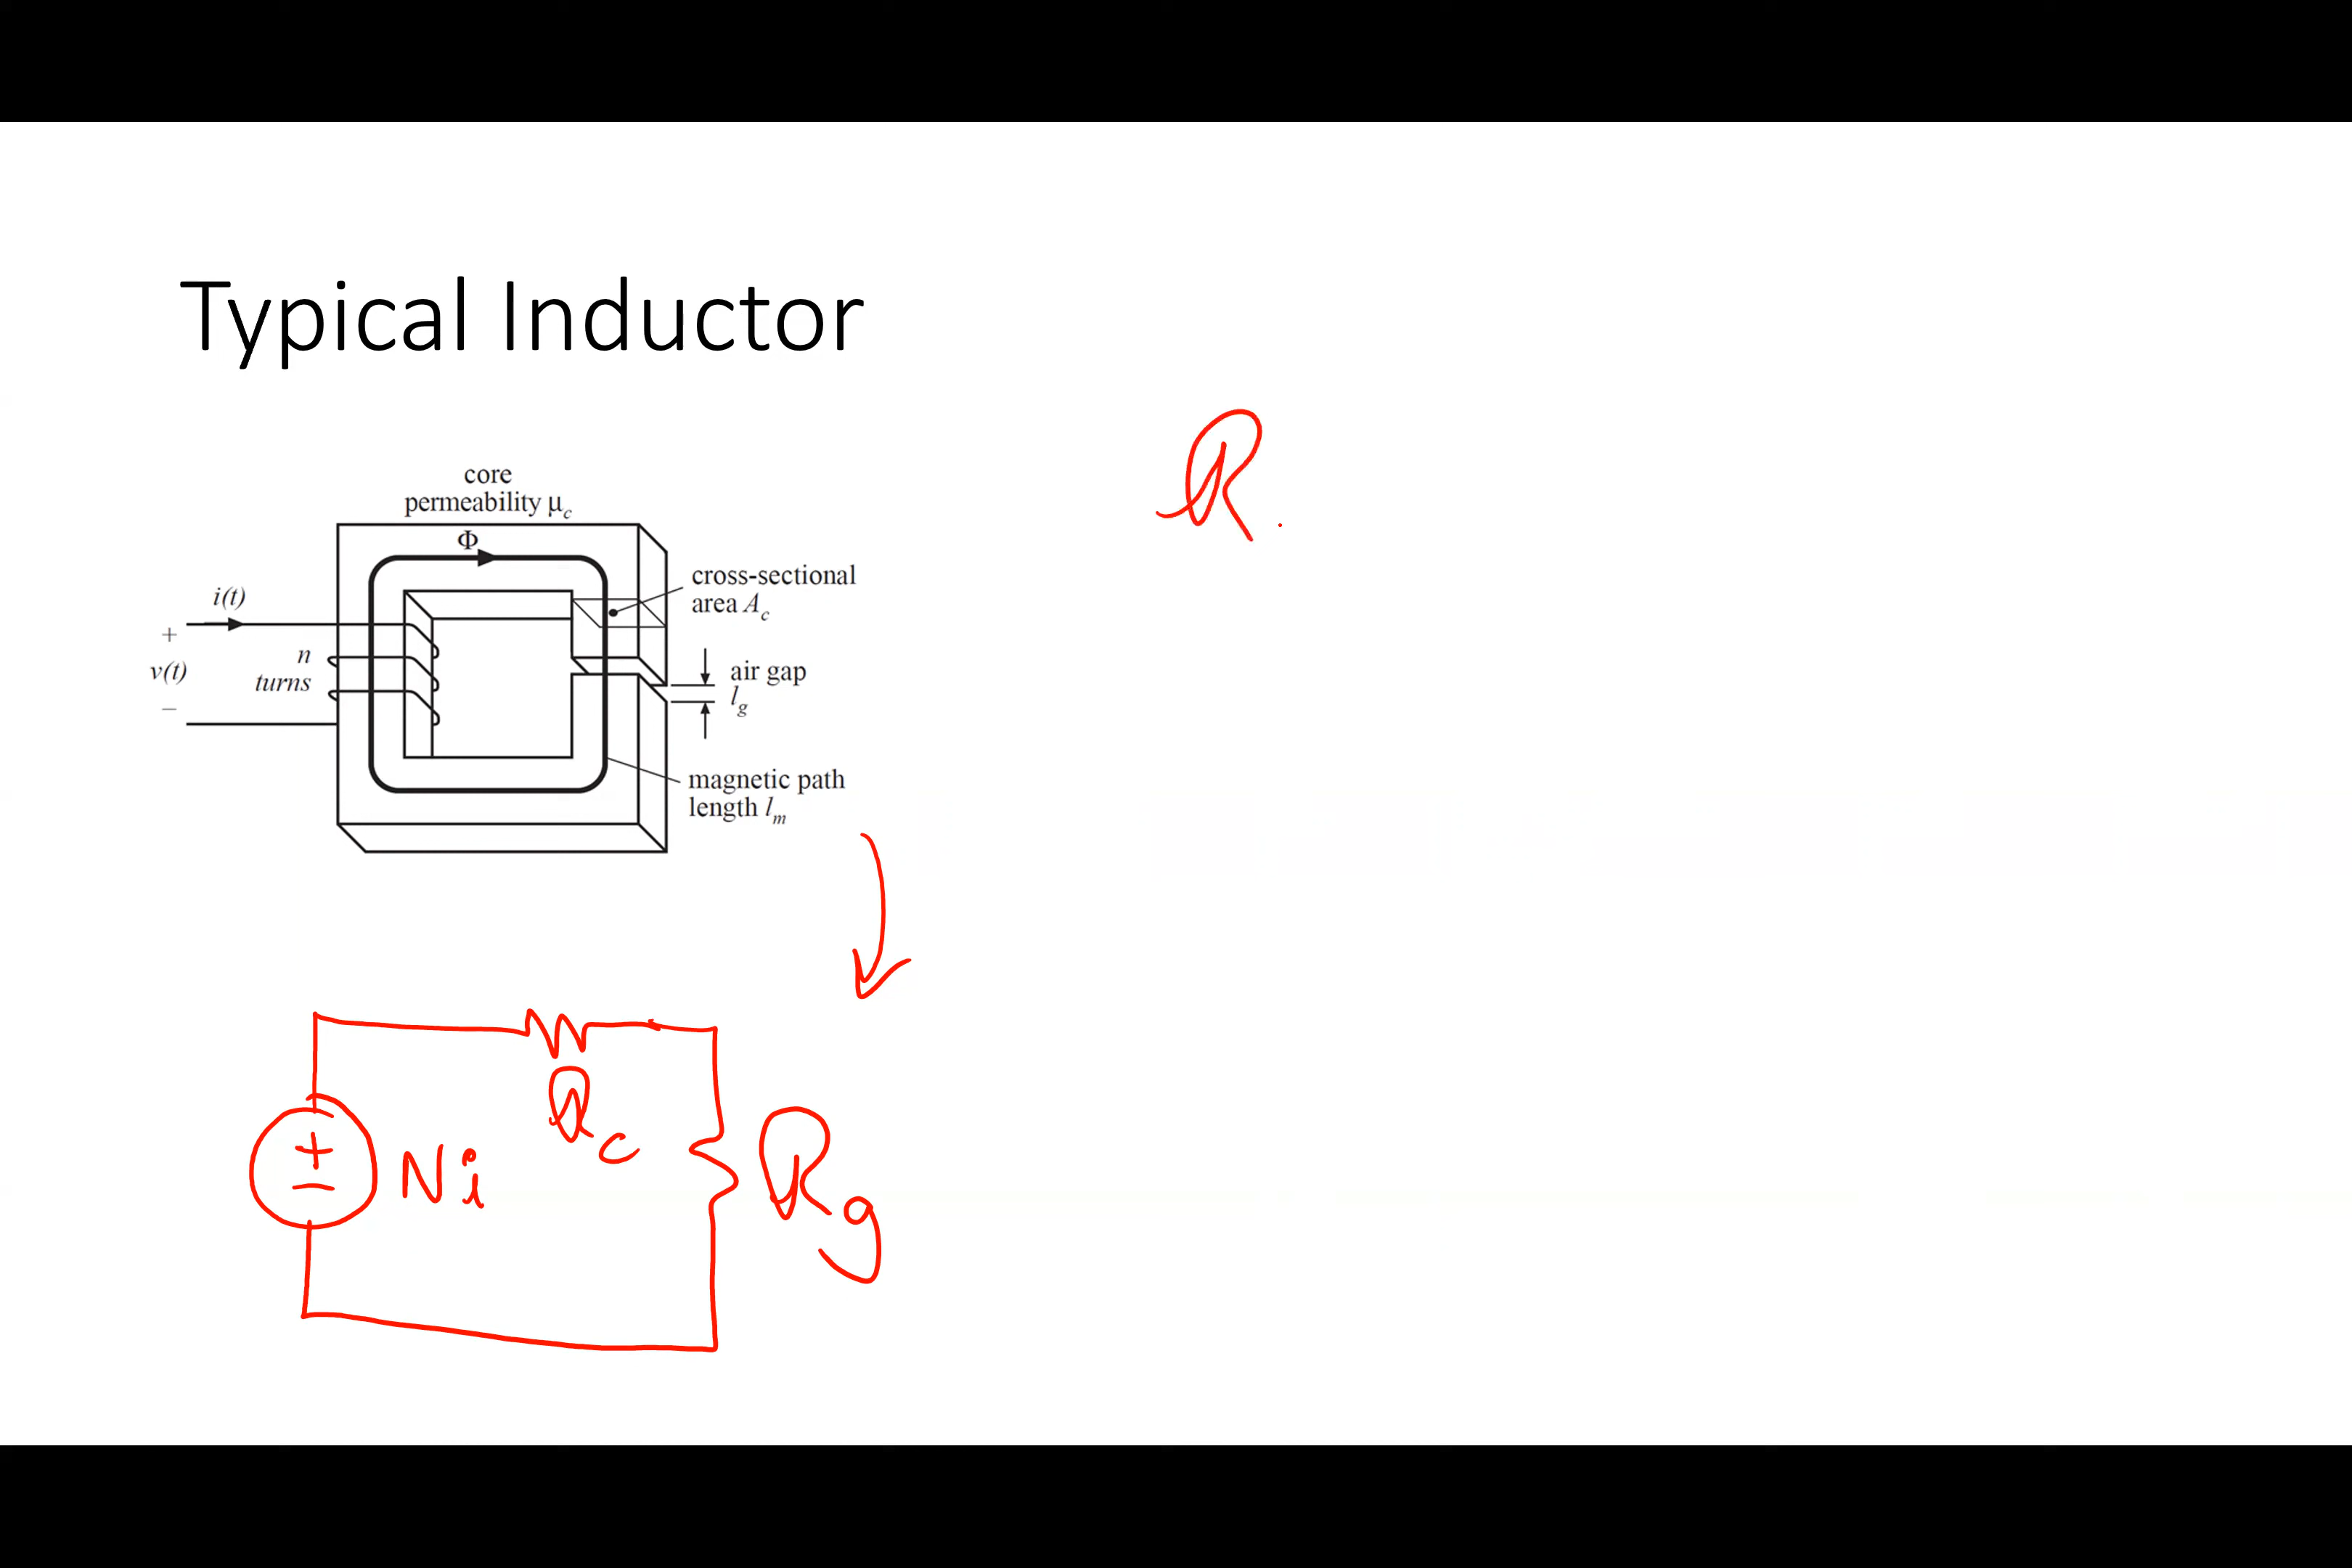 Typical Inductor
core
permeability μc
Φ
i(t)
+
v(t)
−
n
turns
cross-sectional
area Ac
air gap
lg
magnetic path
length lm
R.
Rc
+
−
Ni
Rg